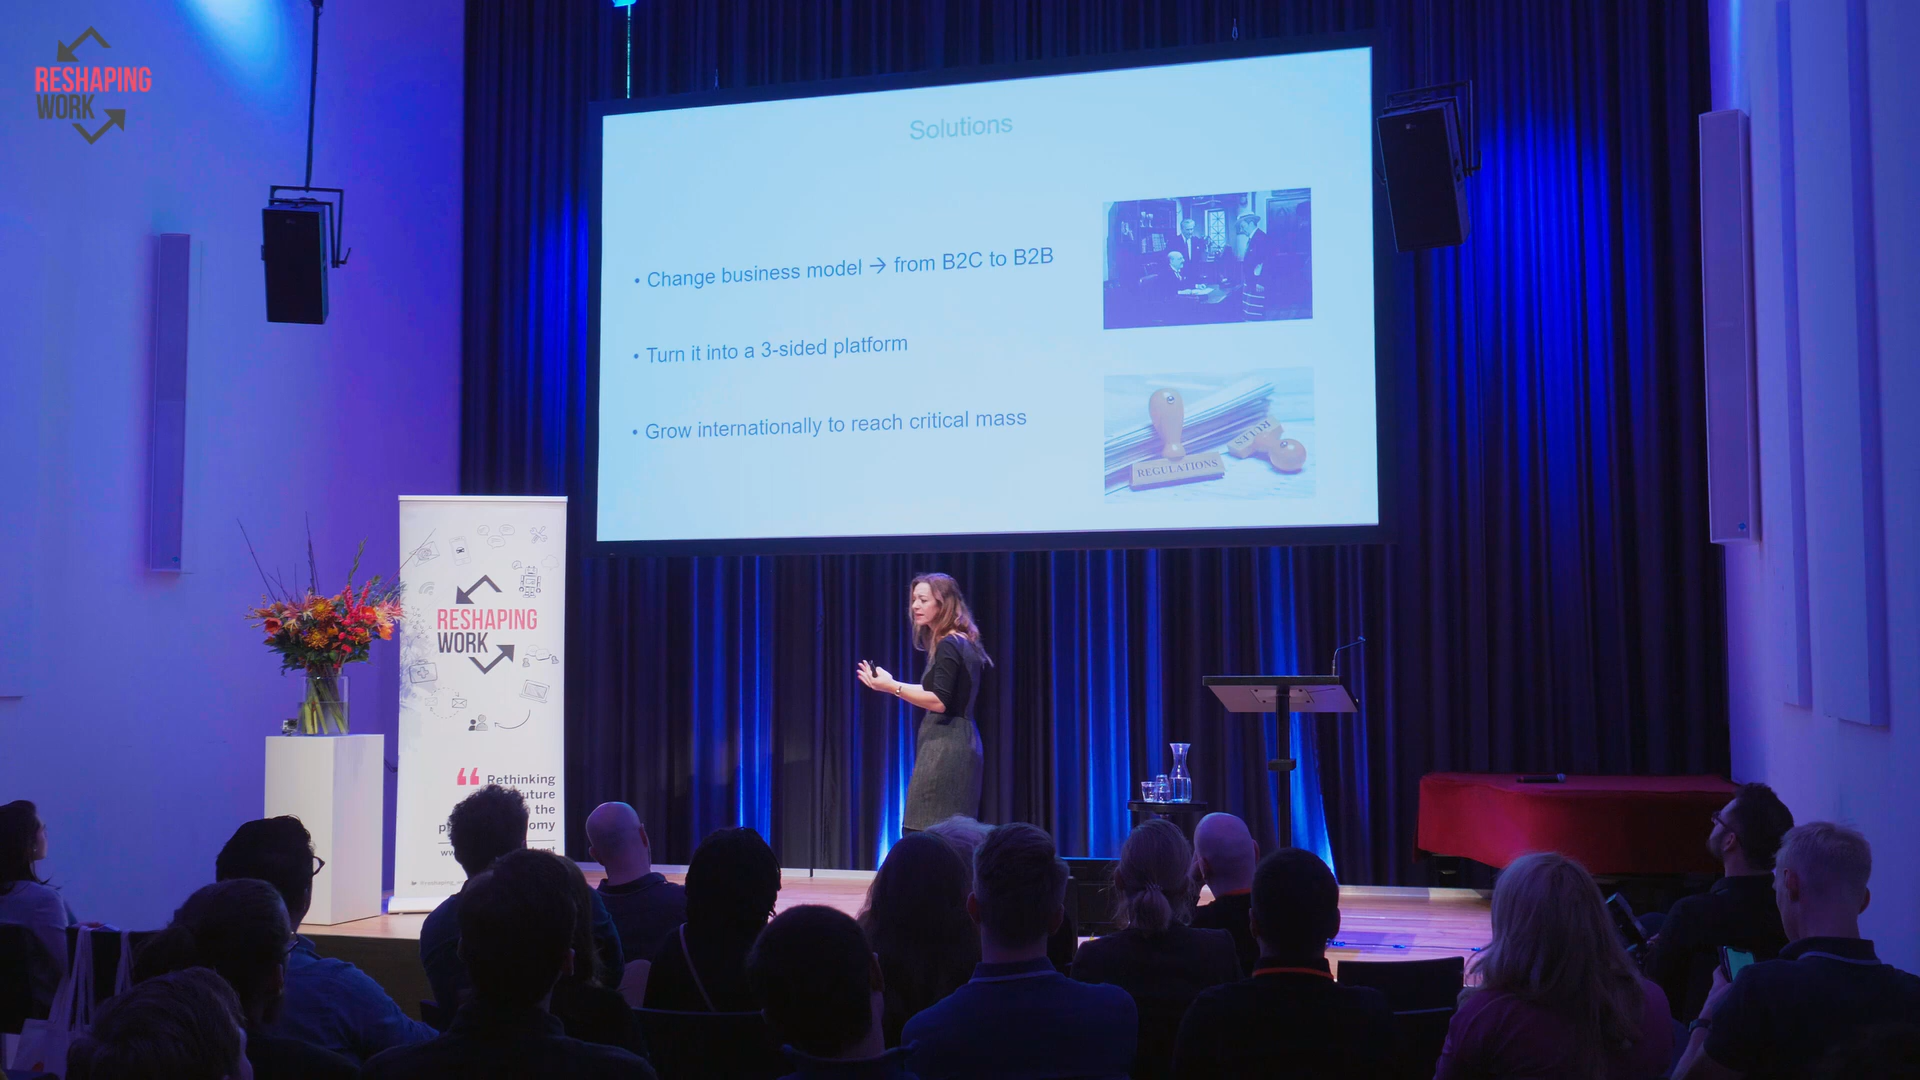 RESHAPING
WORK
Solutions
• Change business model → from B2C to B2B
• Turn it into a 3-sided platform
• Grow internationally to reach critical mass
REGULATIONS
RULES
RESHAPING
WORK
“ Rethinking
the